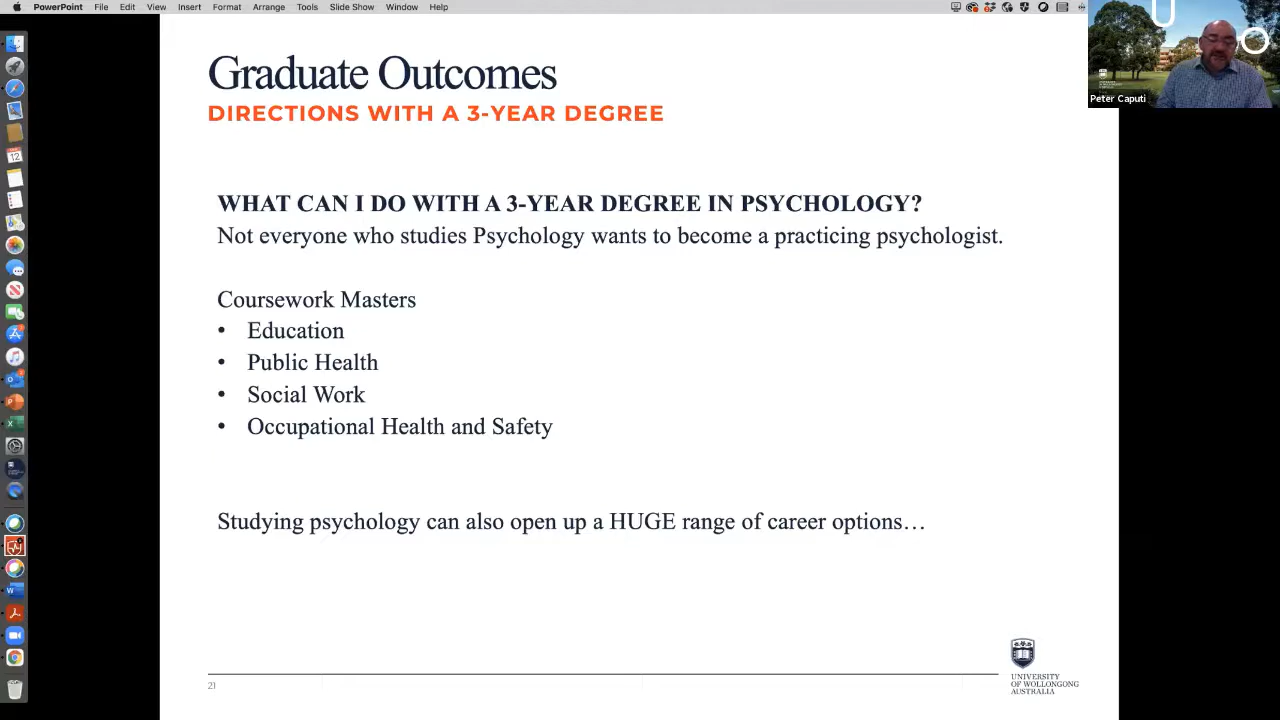 PowerPoint File Edit View Insert Format Arrange Tools Slide Show Window Help
Peter Caputi
Graduate Outcomes
DIRECTIONS WITH A 3-YEAR DEGREE
WHAT CAN I DO WITH A 3-YEAR DEGREE IN PSYCHOLOGY?
Not everyone who studies Psychology wants to become a practicing psychologist.
Coursework Masters
• Education
• Public Health
• Social Work
• Occupational Health and Safety
Studying psychology can also open up a HUGE range of career options…
21
UNIVERSITY
OF WOLLONGONG
AUSTRALIA